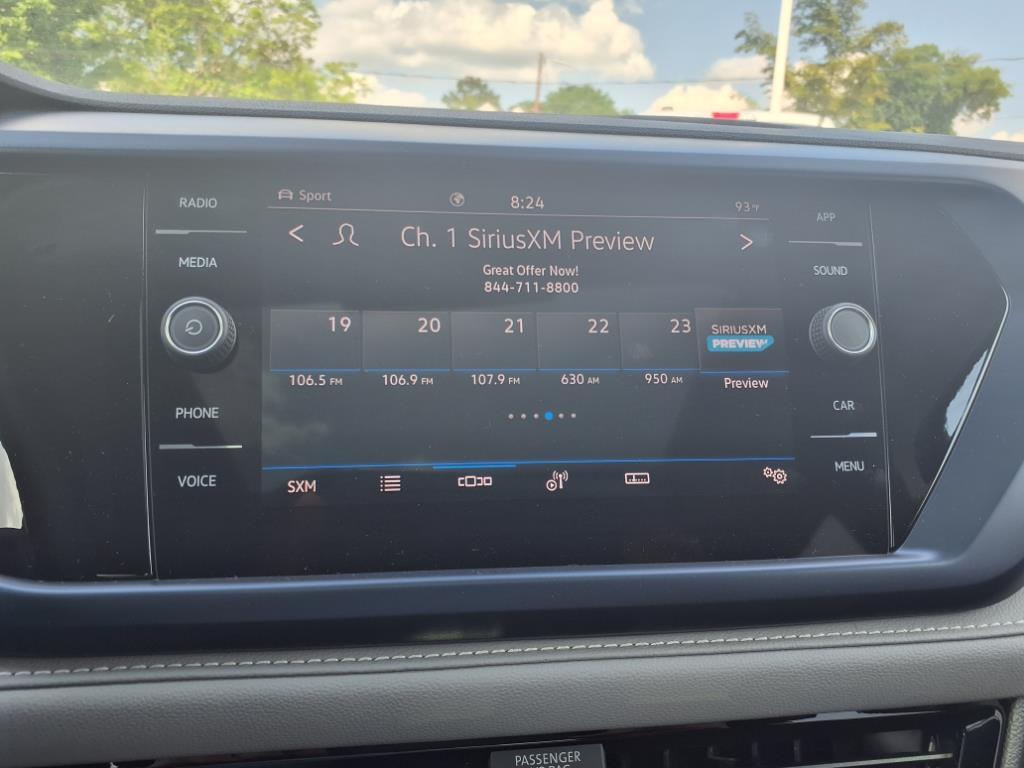 RADIO
MEDIA
PHONE
VOICE
Sport 8:24 93°F
< Ch. 1 SiriusXM Preview >
Great Offer Now!
844-711-8800
19 20 21 22 23 SIRIUSXM
PREVIEW
106.5 FM 106.9 FM 107.9 FM 630 AM 950 AM Preview
SXM
APP
SOUND
CAR
MENU
PASSENGER